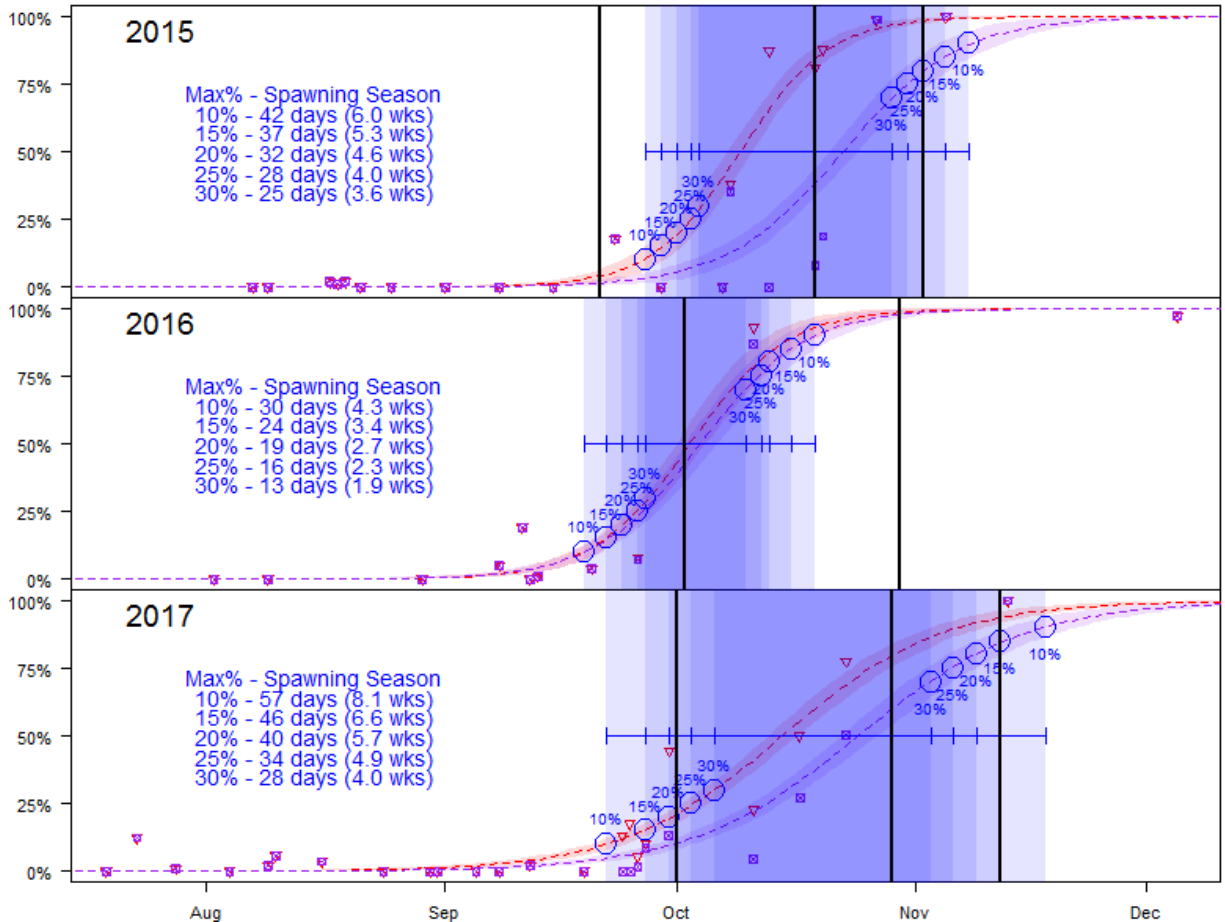 100%
75%
50%
25%
0%
2015
Max% - Spawning Season
10% - 42 days (6.0 wks)
15% - 37 days (5.3 wks)
20% - 32 days (4.6 wks)
25% - 28 days (4.0 wks)
30% - 25 days (3.6 wks)
30%
25%
20%
15%
10%
10%
15%
20%
25%
30%
100%
75%
50%
25%
0%
2016
Max% - Spawning Season
10% - 30 days (4.3 wks)
15% - 24 days (3.4 wks)
20% - 19 days (2.7 wks)
25% - 16 days (2.3 wks)
30% - 13 days (1.9 wks)
30%
25%
20%
15%
10%
10%
15%
20%
25%
30%
100%
75%
50%
25%
0%
2017
Max% - Spawning Season
10% - 57 days (8.1 wks)
15% - 46 days (6.6 wks)
20% - 40 days (5.7 wks)
25% - 34 days (4.9 wks)
30% - 28 days (4.0 wks)
30%
25%
20%
15%
10%
10%
15%
20%
25%
30%
Aug Sep Oct Nov Dec